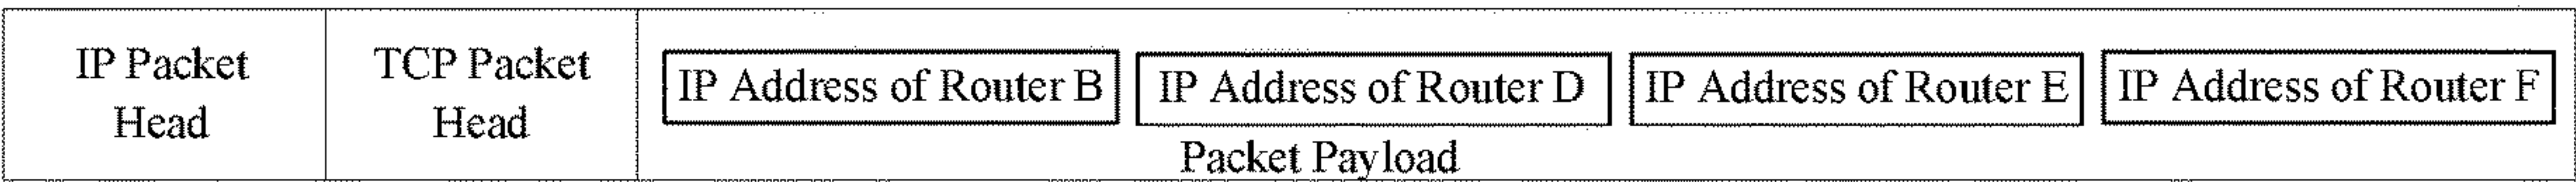 IP Packet
Head
TCP Packet
Head
IP Address of Router B
IP Address of Router D
IP Address of Router E
IP Address of Router F
Packet Payload